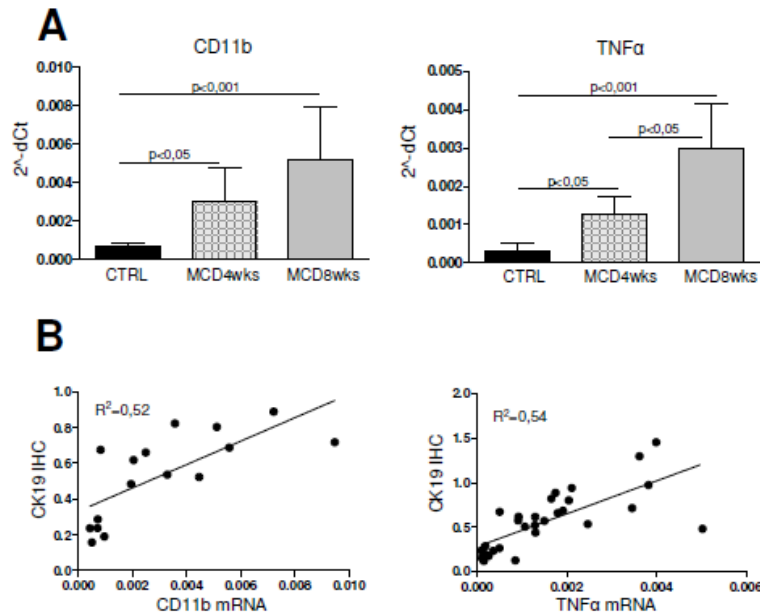 A
CD11b
TNFα
0.010
0.008
0.006
0.004
0.002
0.000
2^-dCt
p<0,001
p<0,05
CTRL
MCD4wks
MCD8wks
0.005
0.004
0.003
0.002
0.001
0.000
2^-dCt
p<0,001
p<0,05
p<0,05
CTRL
MCD4wks
MCD8wks
B
1.0
0.8
0.6
0.4
0.2
0.0
CK19 IHC
R²=0,52
0.000
0.002
0.004
0.006
0.008
0.010
CD11b mRNA
2.0
1.5
1.0
0.5
0.0
CK19 IHC
R²=0,54
0.000
0.002
0.004
0.006
TNFα mRNA